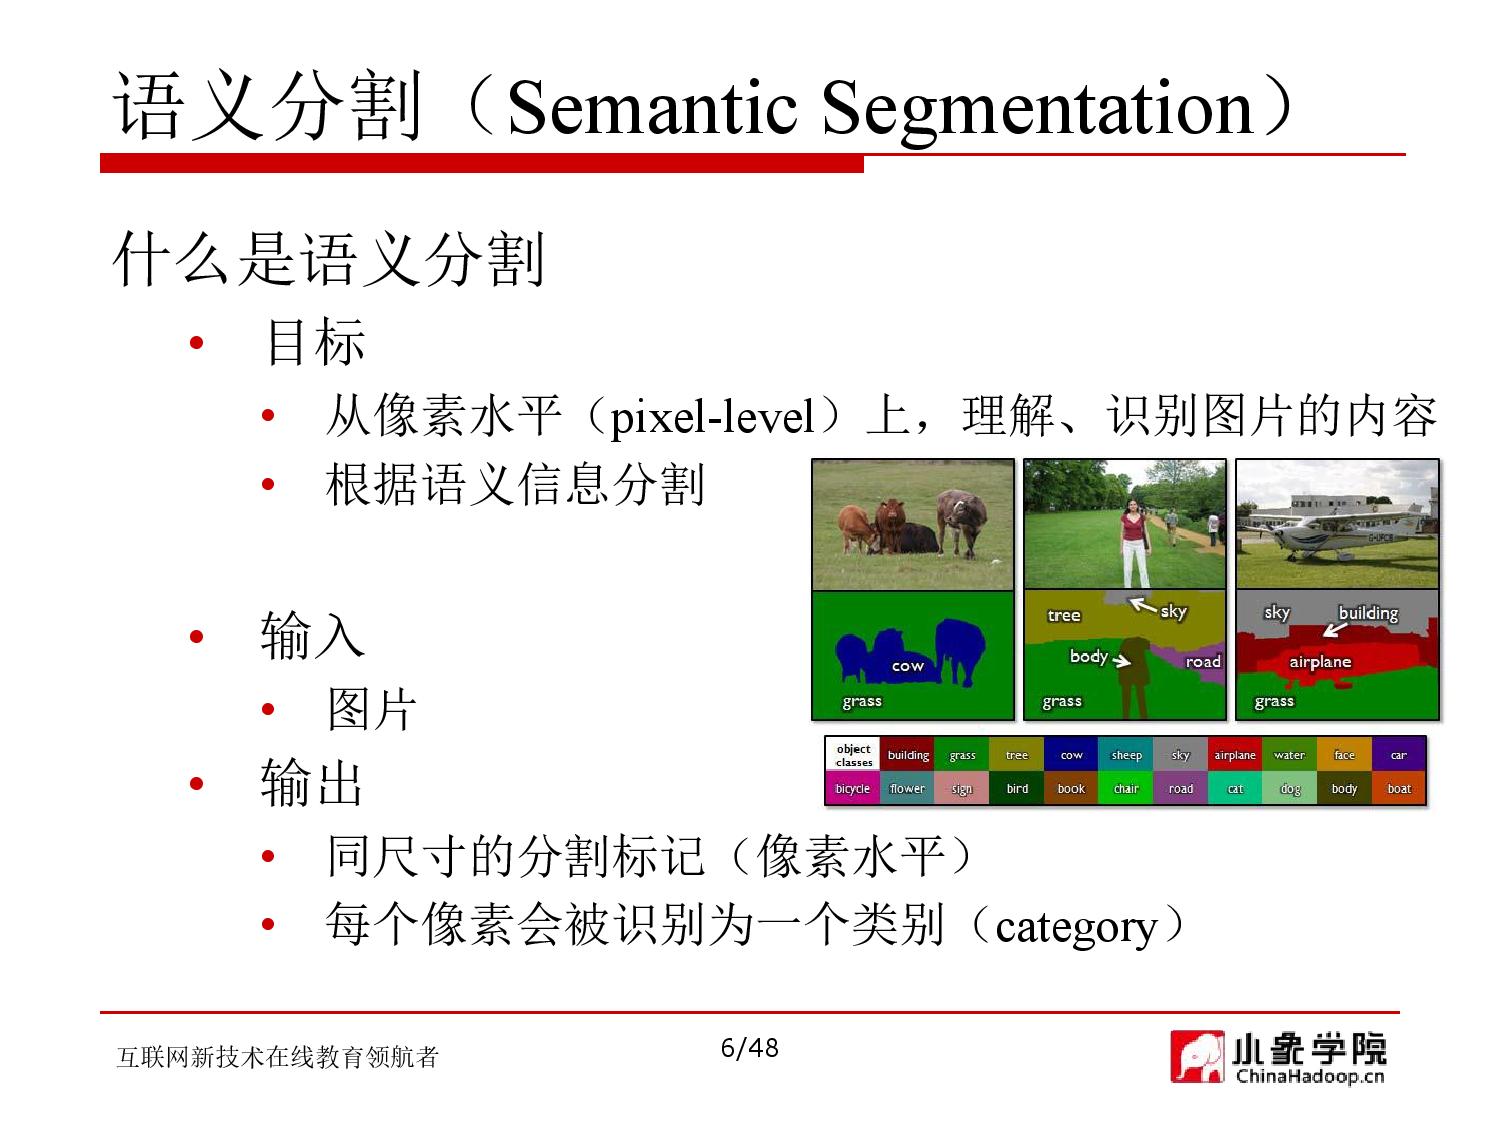 语义分割（Semantic Segmentation）
什么是语义分割
• 目标
• 从像素水平（pixel-level）上，理解、识别图片的内容
• 根据语义信息分割
G-UFCB
tree
sky
sky
building
body
road
airplane
cow
grass
grass
grass
object classes building grass tree cow sheep sky airplane water face car
bicycle flower sign bird book chair road cat dog body boat
• 输入
• 图片
• 输出
• 同尺寸的分割标记（像素水平）
• 每个像素会被识别为一个类别（category）
互联网新技术在线教育领航者
6/48
小象学院
ChinaHadoop.cn